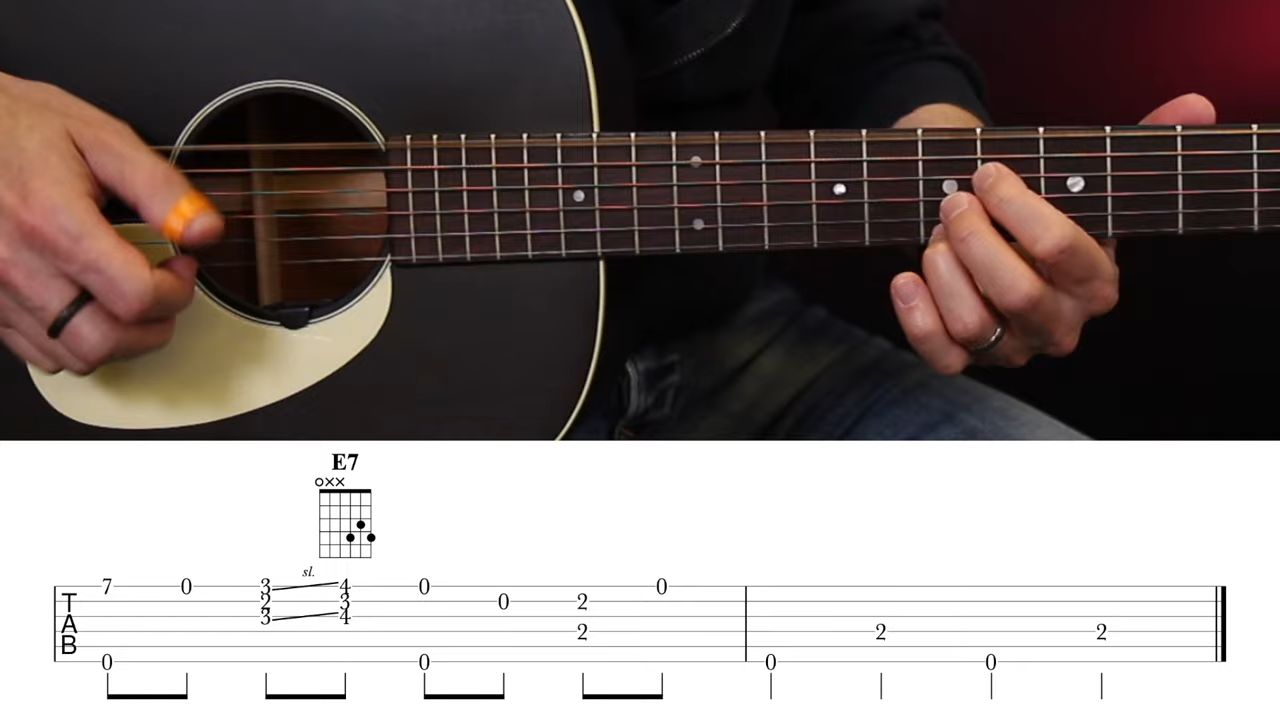 E7
o××
sl.
7 0 3 4 0 0
T 2 3 0 2
A 3 4
B 2 2 2
0 0 0 0